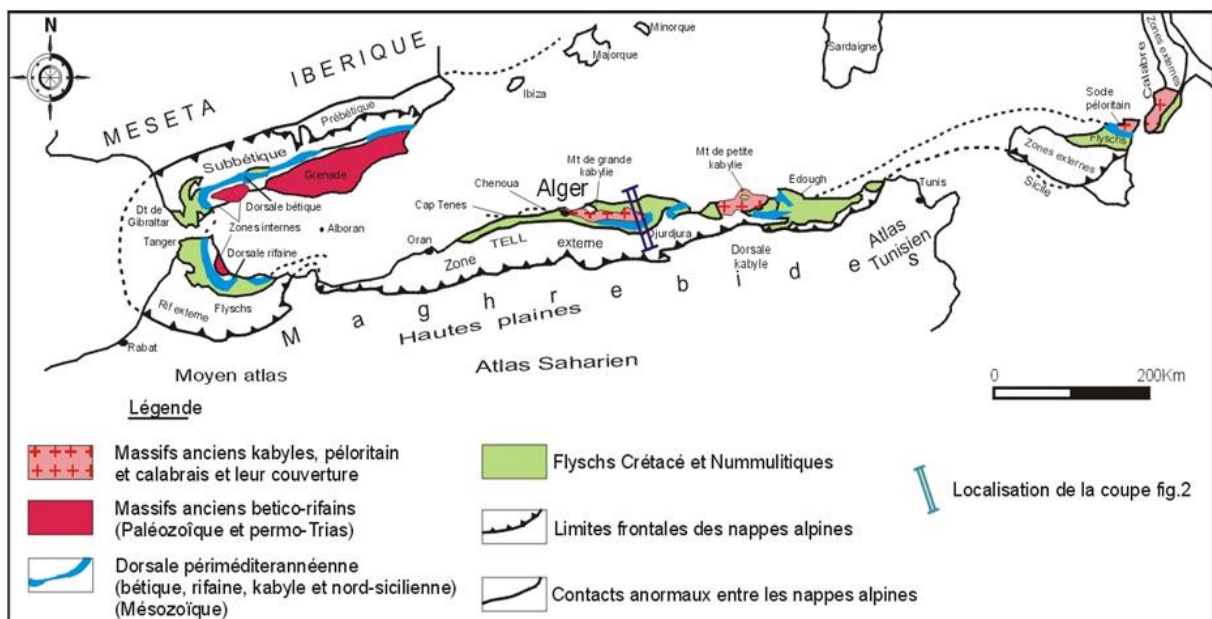 N
MESETA IBERIQUE
Minorque
Majorque
Ibiza
Sardaigne
Zones externes
Calabre
Socle péloritain
Flyschs
Zones externes
Sicile
Prébétique
Subbétique
Grenade
Dorsale bétique
Dt de Gibraltar
Zones internes
Alboran
Tanger
Dorsale rifaine
Flyschs
Rif externe
Rabat
Moyen atlas
Mt de grande kabylie
Chenoua
Alger
Cap Tenes
Oran
TELL
Zone externe
Djurdjura
Mt de petite kabylie
Edough
Dorsale kabyle
Tunis
Atlas Tunisien
Maghrebides
Hautes plaines
Atlas Saharien
0 200Km
Légende
Massifs anciens kabyles, péloritain
et calabrais et leur couverture
Massifs anciens betico-rifains
(Paléozoïque et permo-Trias)
Dorsale périméditerannéenne
(bétique, rifaine, kabyle et nord-sicilienne)
(Mésozoïque)
Flyschs Crétacé et Nummulitiques
Limites frontales des nappes alpines
Contacts anormaux entre les nappes alpines
Localisation de la coupe fig.2